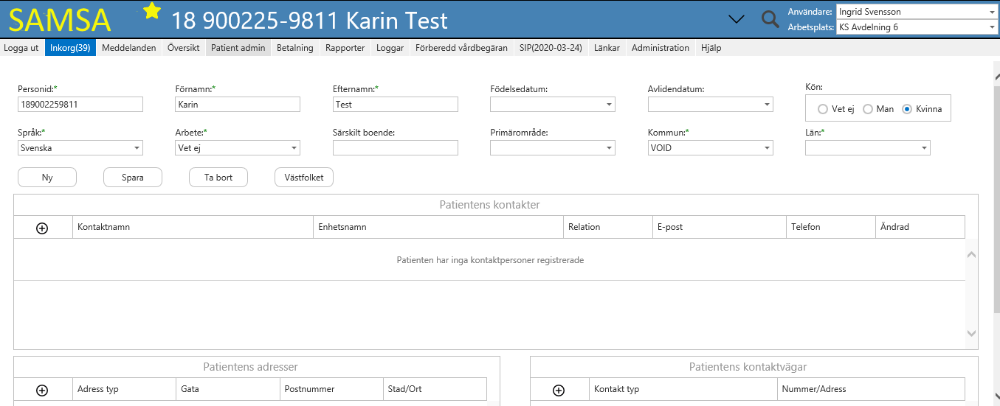 SAMSA 18 900225-9811 Karin Test
Användare: Ingrid Svensson
Arbetsplats: KS Avdelning 6
Logga ut Inkorg(39) Meddelanden Översikt Patient admin Betalning Rapporter Loggar Förberedd vårdbegäran SIP(2020-03-24) Länkar Administration Hjälp
Personid:* Förnamn:* Efternamn:* Födelsedatum: Avlidendatum: Kön:
189002259811 Karin Test Vet ej Man Kvinna
Språk:* Arbete:* Särskilt boende: Primärområde: Kommun:* Län:*
Svenska Vet ej VOID
Ny Spara Ta bort Västfolket
Patientens kontakter
Kontaktnamn Enhetsnamn Relation E-post Telefon Ändrad
Patienten har inga kontaktpersoner registrerade
Patientens adresser Patientens kontaktvägar
Adress typ Gata Postnummer Stad/Ort Kontakt typ Nummer/Adress